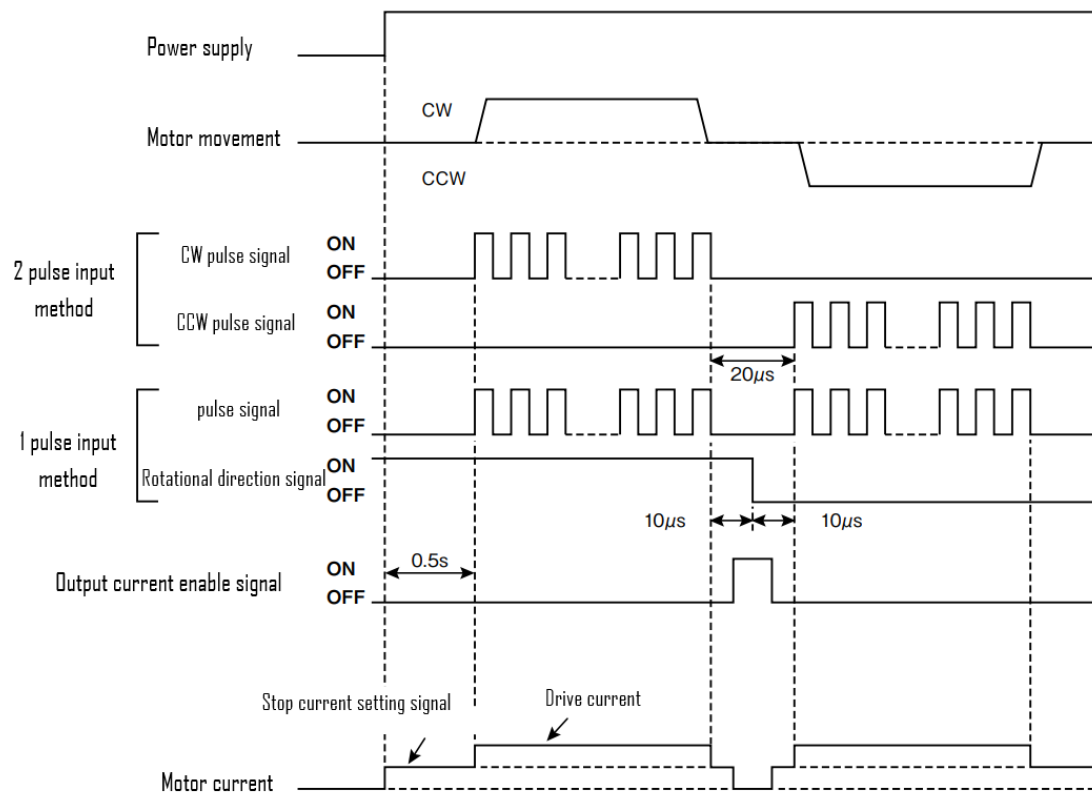 Power supply
CW
Motor movement
CCW
2 pulse input
method
CW pulse signal
ON
OFF
CCW pulse signal
ON
OFF
20µs
1 pulse input
method
pulse signal
ON
OFF
Rotational direction signal
ON
OFF
10µs
10µs
0.5s
Output current enable signal
ON
OFF
Stop current setting signal
Drive current
Motor current